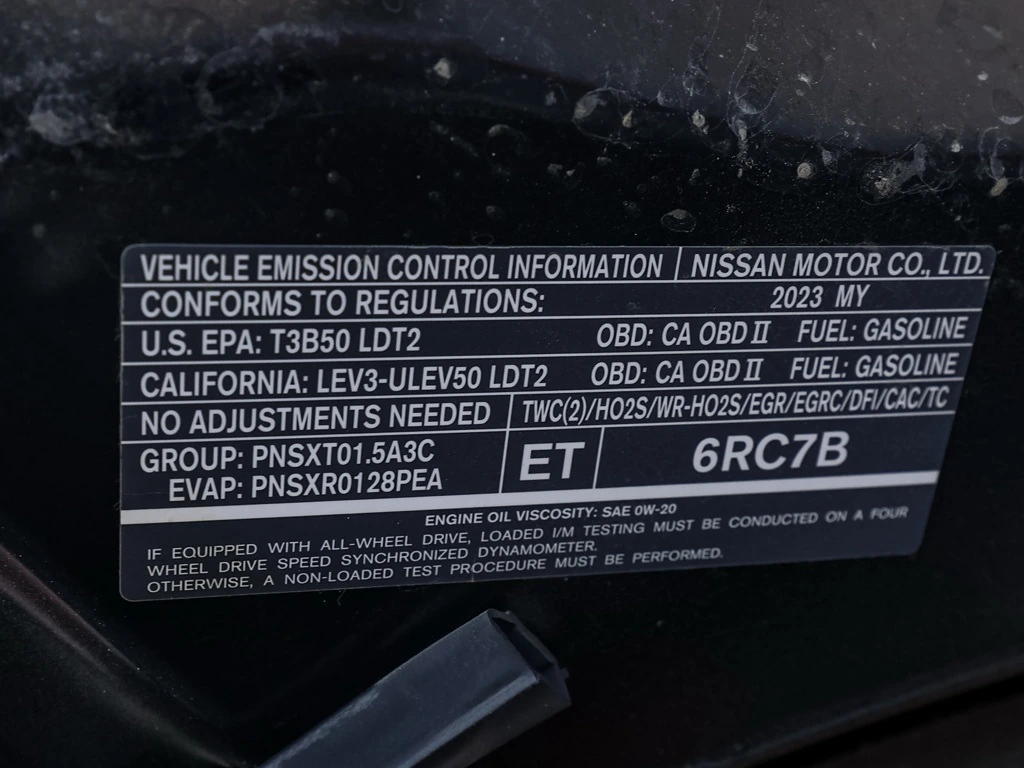 VEHICLE EMISSION CONTROL INFORMATION NISSAN MOTOR CO., LTD.
CONFORMS TO REGULATIONS: 2023 MY
U.S. EPA: T3B50 LDT2 OBD: CA OBD II FUEL: GASOLINE
CALIFORNIA: LEV3-ULEV50 LDT2 OBD: CA OBD II FUEL: GASOLINE
NO ADJUSTMENTS NEEDED TWC(2)/HO2S/WR-HO2S/EGR/EGRC/DFI/CAC/TC
GROUP: PNSXT01.5A3C
EVAP: PNSXR0128PEA
ET 6RC7B
ENGINE OIL VISCOSITY: SAE 0W-20
IF EQUIPPED WITH ALL-WHEEL DRIVE, LOADED I/M TESTING MUST BE CONDUCTED ON A FOUR
WHEEL DRIVE SPEED SYNCHRONIZED DYNAMOMETER.
OTHERWISE, A NON-LOADED TEST PROCEDURE MUST BE PERFORMED.